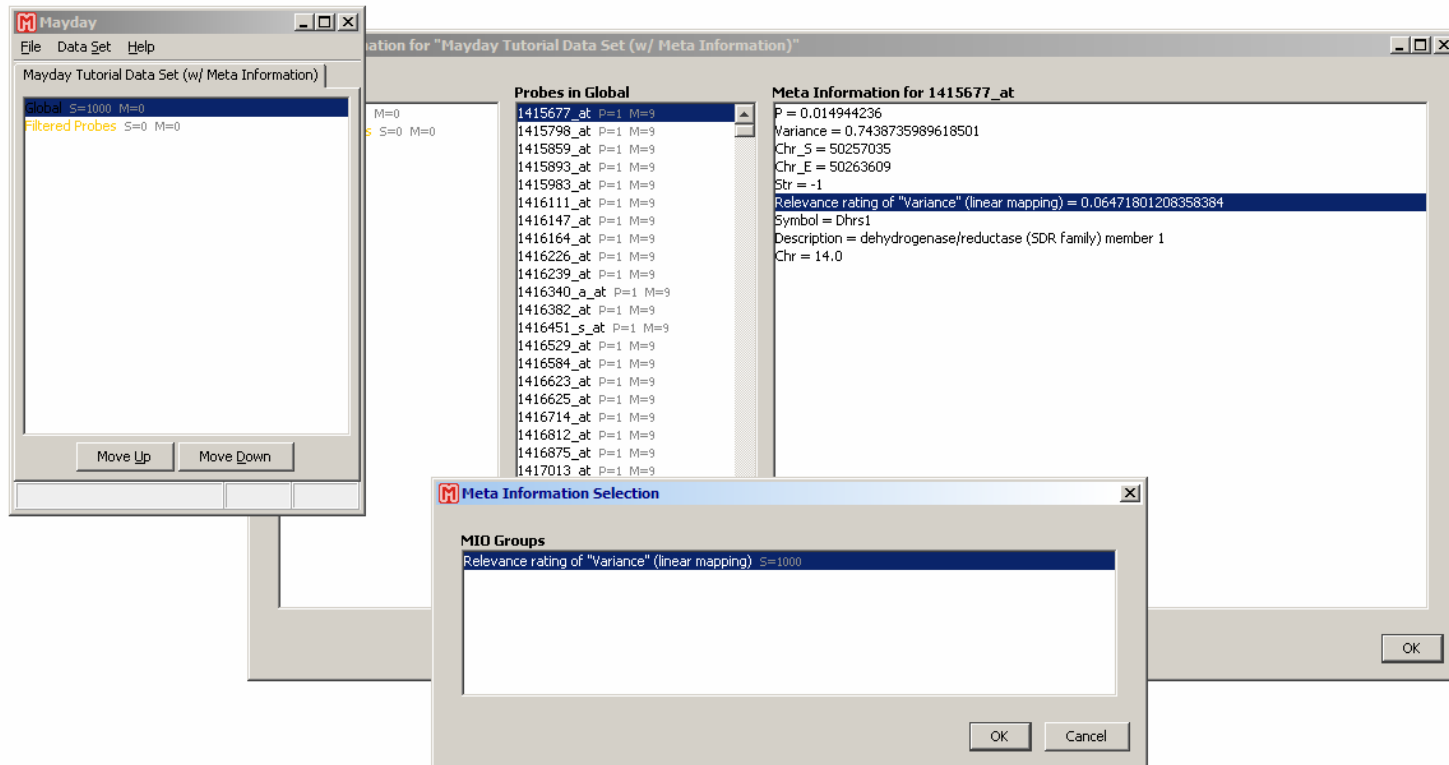 Mayday
File Data Set Help
Mayday Tutorial Data Set (w/ Meta Information)
Global S=1000 M=0
Filtered Probes S=0 M=0
Move Up Move Down
ation for "Mayday Tutorial Data Set (w/ Meta Information)"
M=0
s S=0 M=0
Probes in Global
1415677_at P=1 M=9
1415798_at P=1 M=9
1415859_at P=1 M=9
1415893_at P=1 M=9
1415983_at P=1 M=9
1416111_at P=1 M=9
1416147_at P=1 M=9
1416164_at P=1 M=9
1416226_at P=1 M=9
1416239_at P=1 M=9
1416340_a_at P=1 M=9
1416382_at P=1 M=9
1416451_s_at P=1 M=9
1416529_at P=1 M=9
1416584_at P=1 M=9
1416623_at P=1 M=9
1416625_at P=1 M=9
1416714_at P=1 M=9
1416812_at P=1 M=9
1416875_at P=1 M=9
1417013_at P=1 M=9
Meta Information for 1415677_at
P = 0.014944236
Variance = 0.7438735989618501
Chr_S = 50257035
Chr_E = 50263609
Str = -1
Relevance rating of "Variance" (linear mapping) = 0.06471801208358384
Symbol = Dhrs1
Description = dehydrogenase/reductase (SDR family) member 1
Chr = 14.0
OK
Meta Information Selection
MIO Groups
Relevance rating of "Variance" (linear mapping) S=1000
OK Cancel